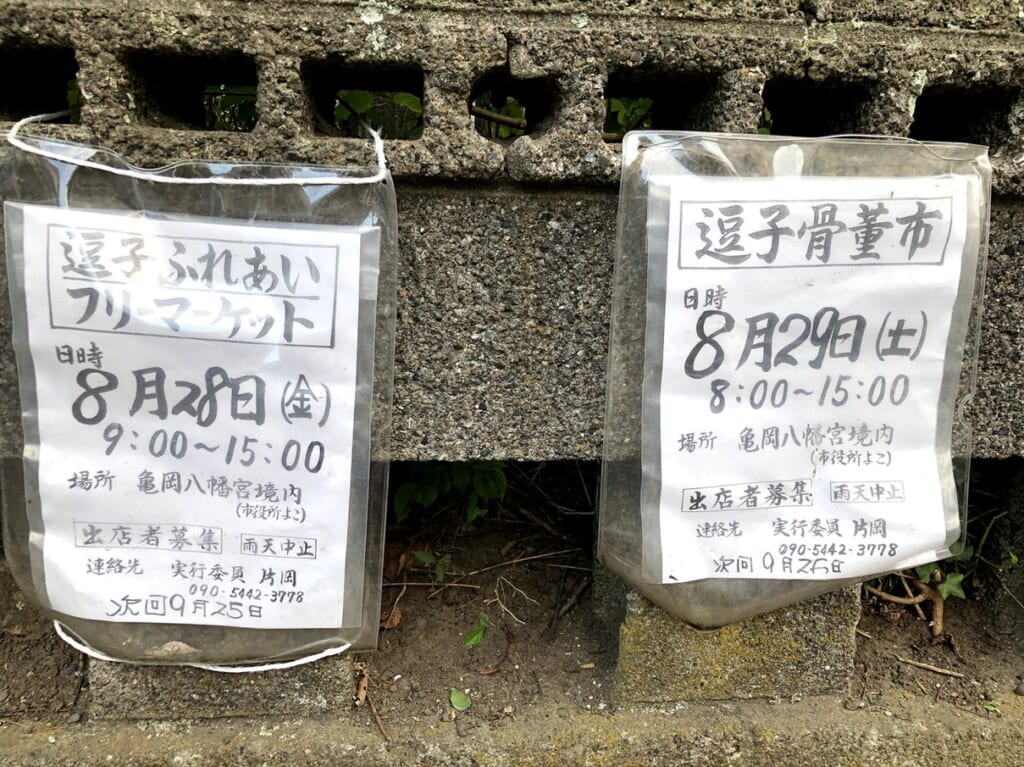 逗子ふれあい
フリーマーケット
日時
8月28日(金)
9:00~15:00
場所 亀岡八幡宮境内
(市役所よこ)
出店者募集 雨天中止
連絡先 実行委員 片岡
090-5442-3778
次回9月25日
逗子骨董市
日時
8月29日(土)
8:00~15:00
場所 亀岡八幡宮境内
(市役所よこ)
出店者募集 雨天中止
連絡先 実行委員 片岡
090-5442-3778
次回9月26日